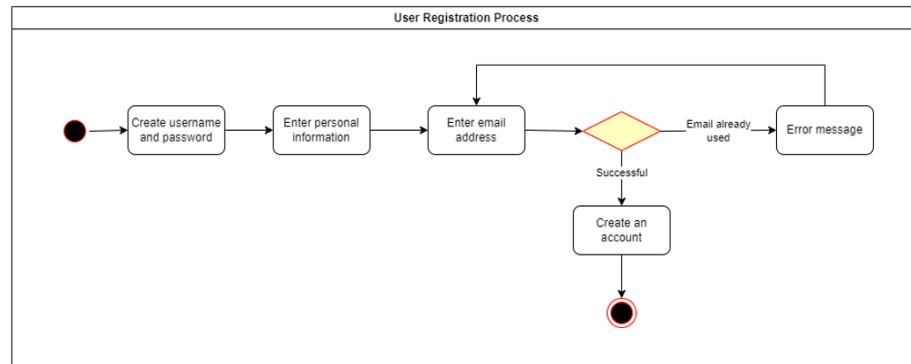 User Registration Process
Create username
and password
Enter personal
information
Enter email
address
Email already
used
Error message
Successful
Create an
account